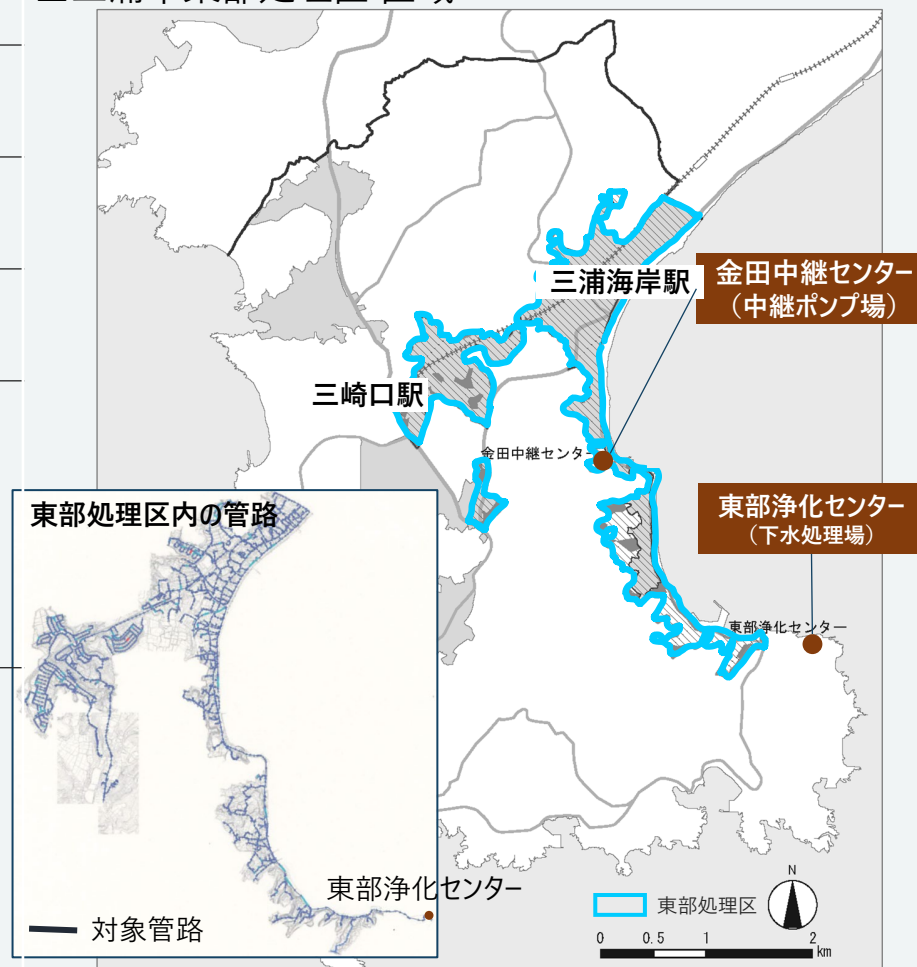 三浦海岸駅
金田中継センター
（中継ポンプ場）
三崎口駅
金田中継センター
東部浄化センター
（下水処理場）
東部処理区内の管路
東部浄化センター
東部浄化センター
対象管路
東部処理区
N
0 0.5 1 2
km